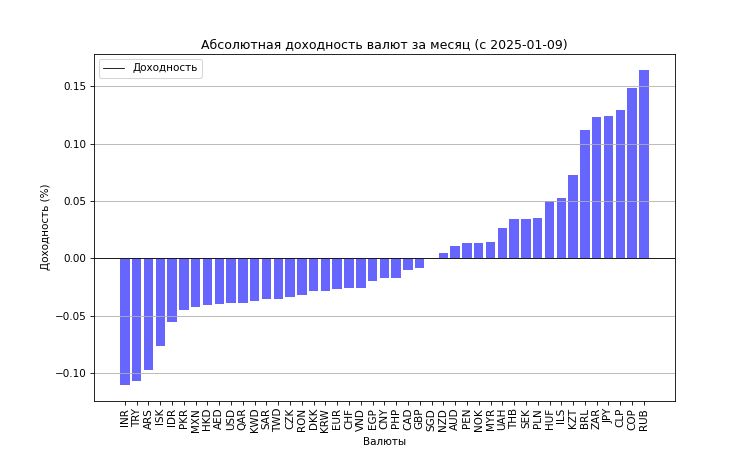 Абсолютная доходность валют за месяц (с 2025-01-09)
Доходность
Доходность (%)
0.15
0.10
0.05
0.00
−0.05
−0.10
INR TRY ARS ISK IDR PKR MXN HKD AED USD QAR KWD SAR TWD CZK RON DKK KRW EUR CHF VND EGP CNY PHP CAD GBP SGD NZD AUD PEN NOK MYR UAH THB SEK PLN HUF ILS KZT BRL ZAR JPY CLP COP RUB
Валюты